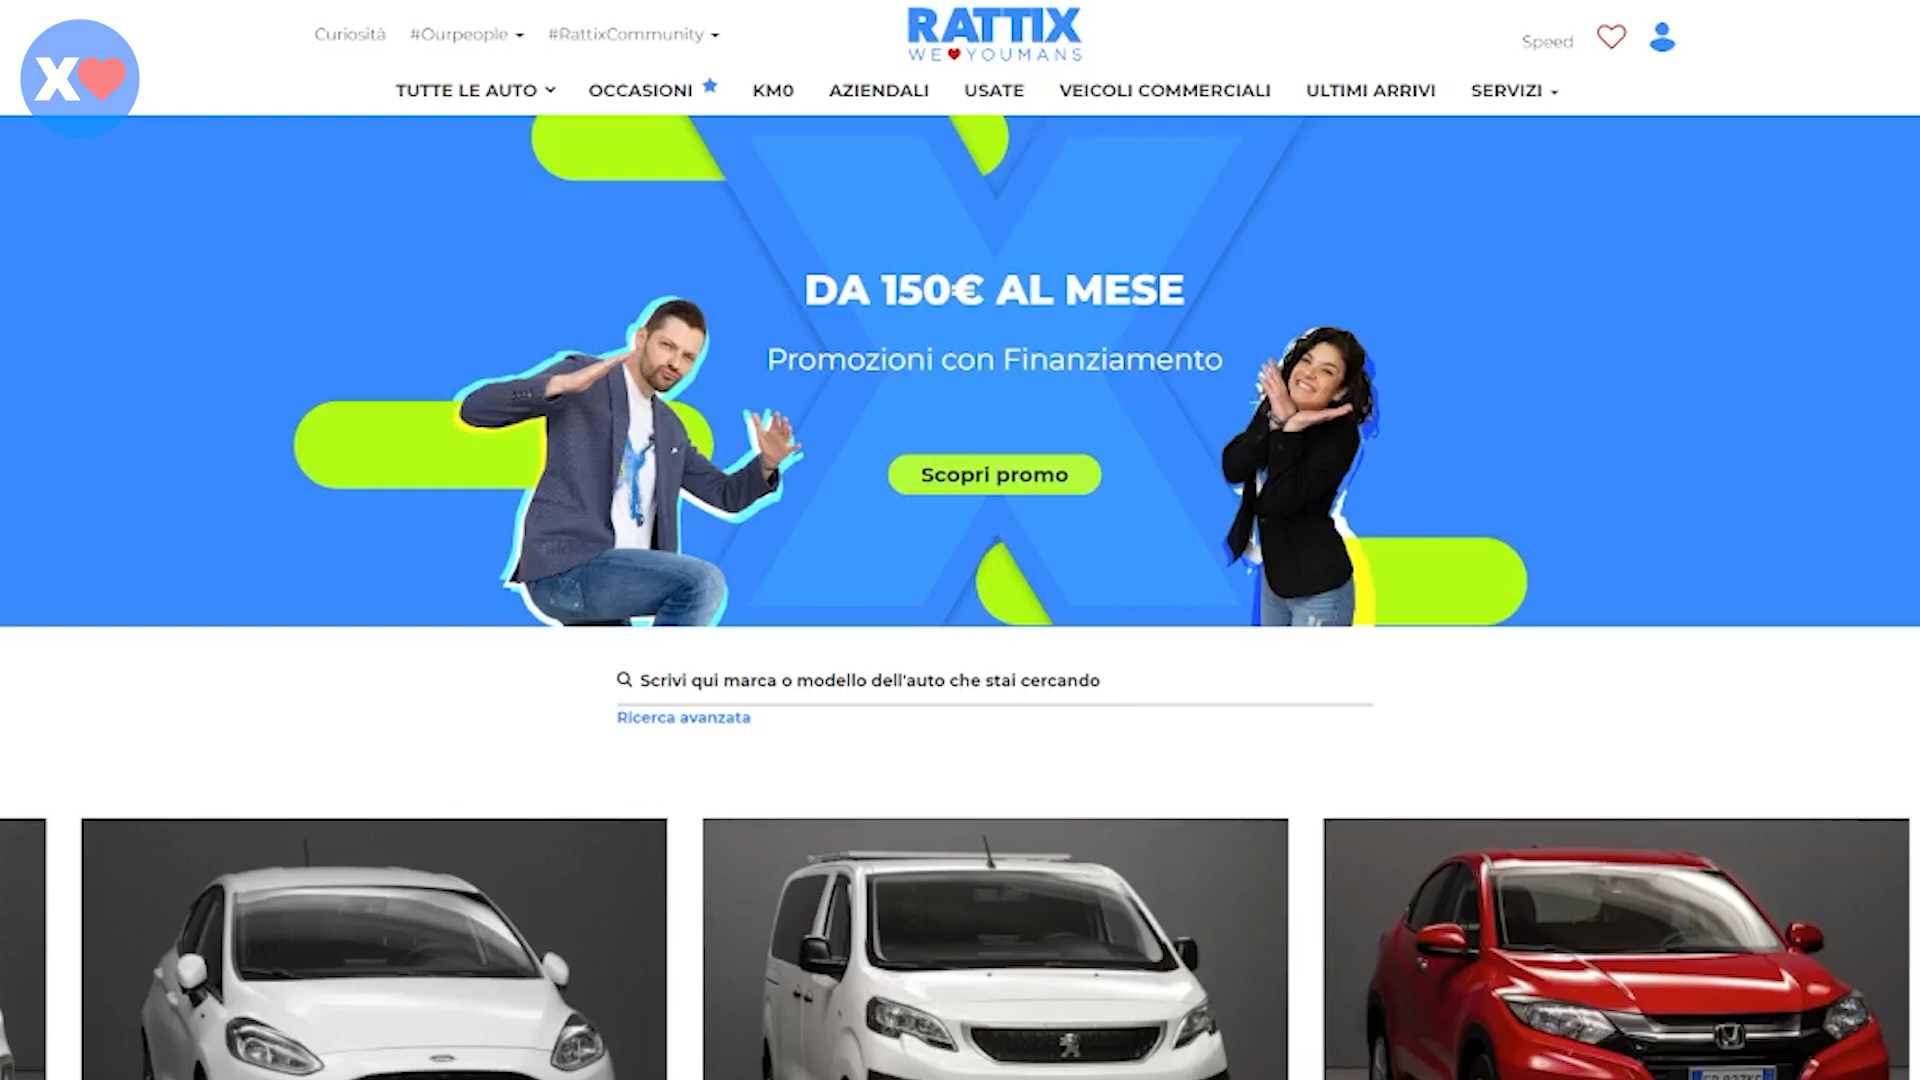 X
Curiosità #Ourpeople #RattixCommunity
RATTIX
WE YOUMANS
Speed
TUTTE LE AUTO OCCASIONI KM0 AZIENDALI USATE VEICOLI COMMERCIALI ULTIMI ARRIVI SERVIZI
DA 150€ AL MESE
Promozioni con Finanziamento
Scopri promo
Scrivi qui marca o modello dell'auto che stai cercando
Ricerca avanzata